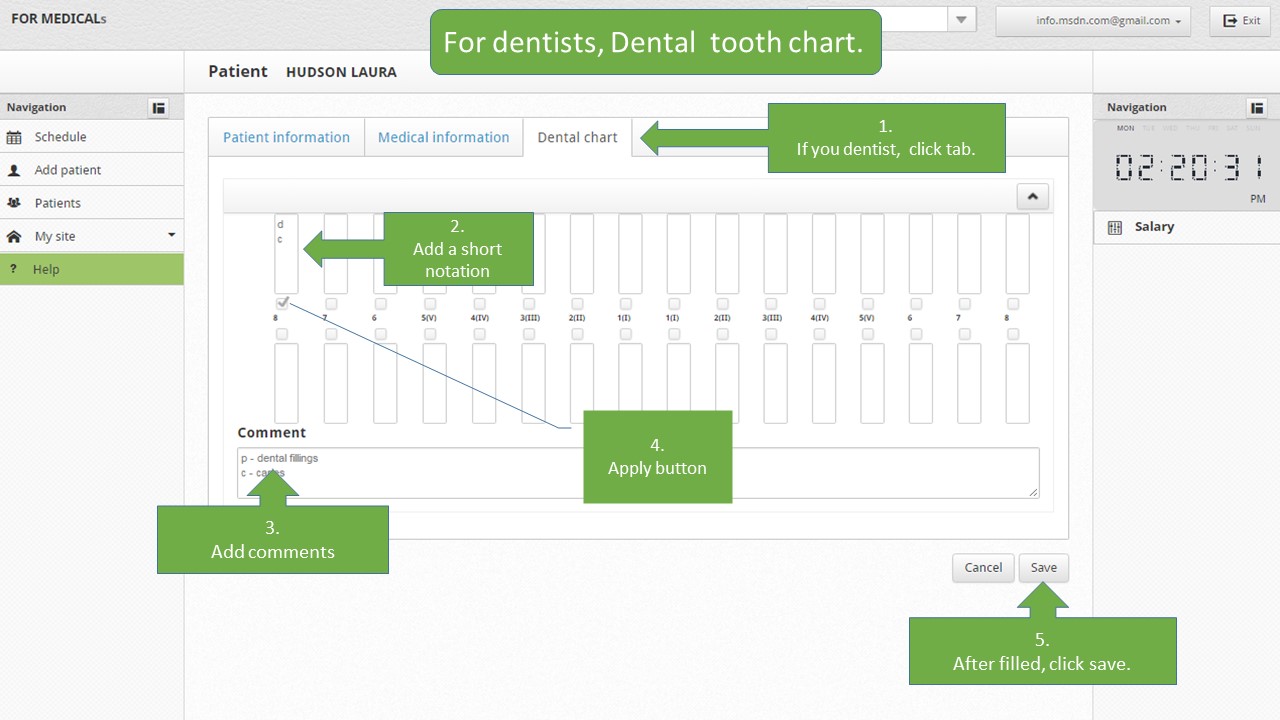 FOR MEDICALs
For dentists, Dental tooth chart.
info.msdn.com@gmail.com
Exit
Patient HUDSON LAURA
Navigation
Schedule
Add patient
Patients
My site
? Help
Patient information Medical information Dental chart
1.
If you dentist, click tab.
Navigation
MON TUE WED THU FRI SAT SUN
02:20:31
PM
Salary
d
c
2.
Add a short
notation
8 7 6 5(V) 4(IV) 3(III) 2(II) 1(I) 1(I) 2(II) 3(III) 4(IV) 5(V) 6 7 8
Comment
p - dental fillings
c - caries
4.
Apply button
3.
Add comments
Cancel Save
5.
After filled, click save.